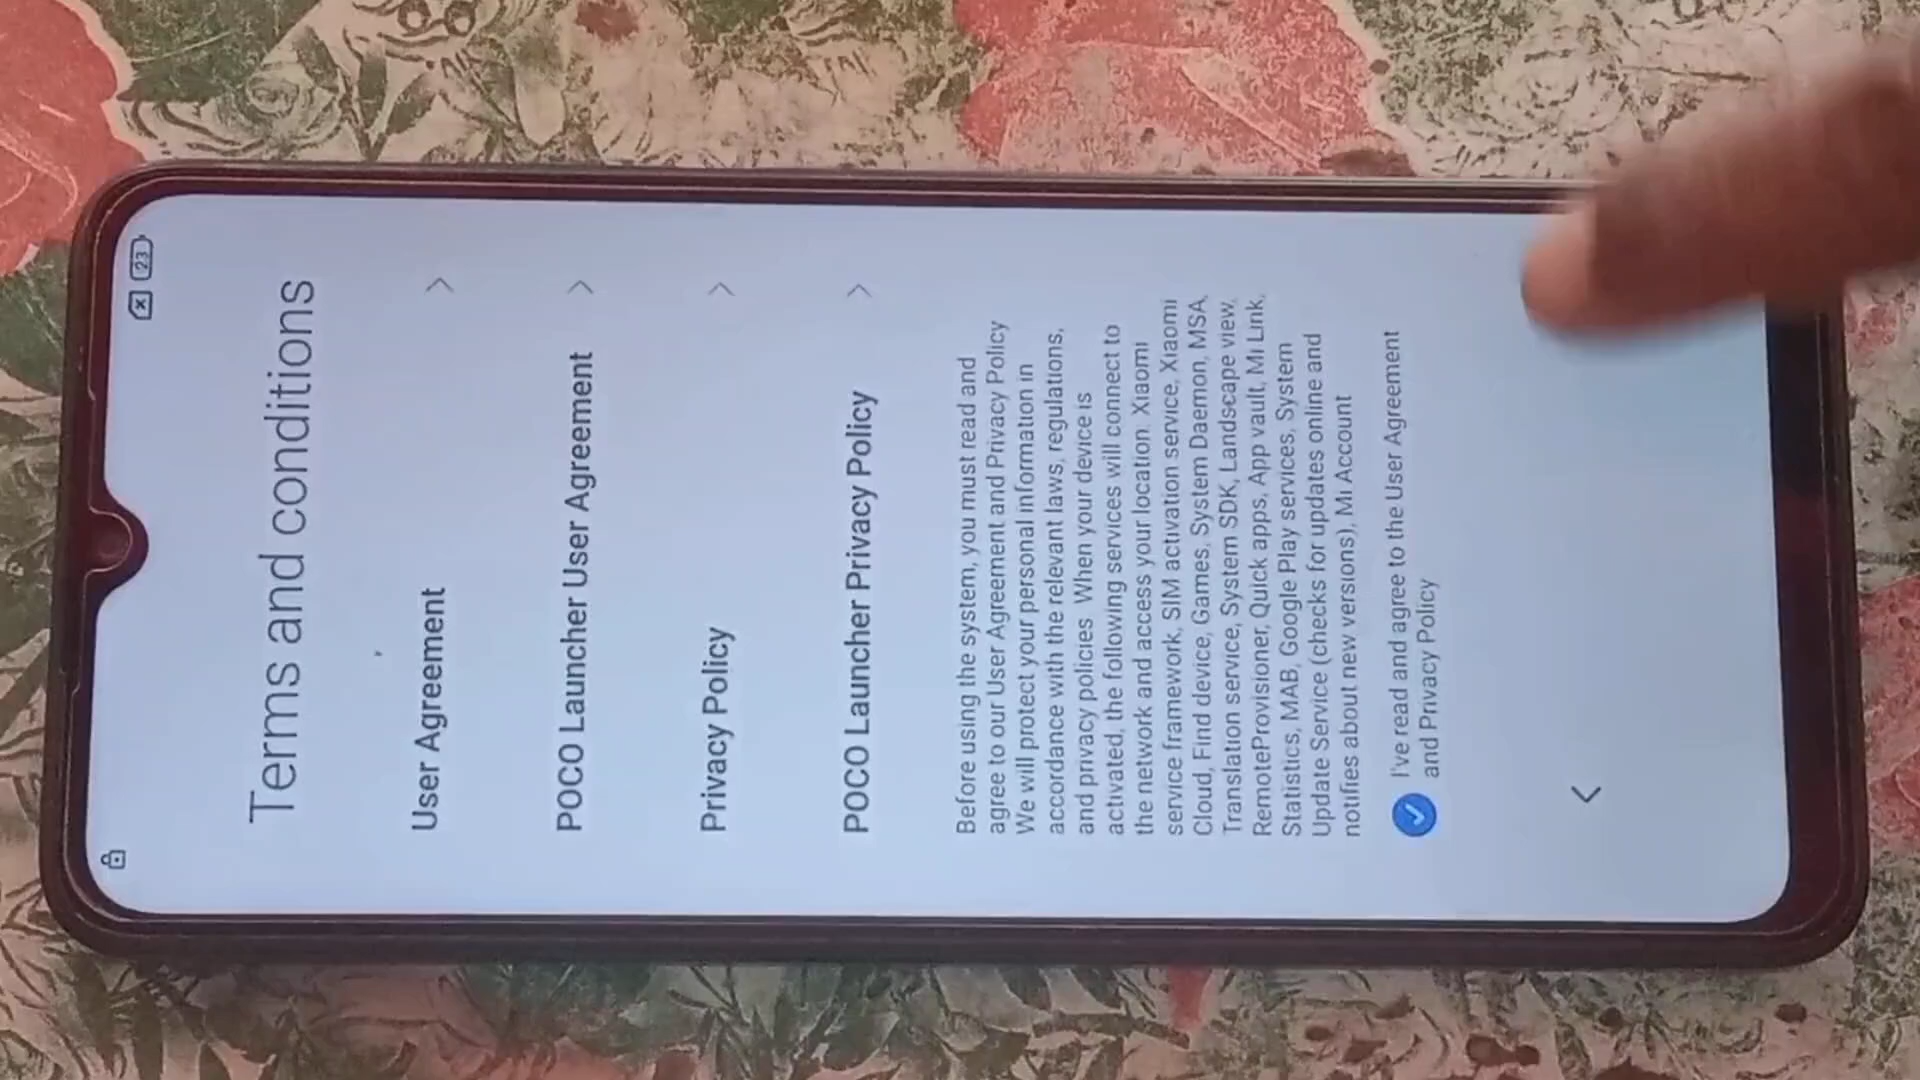 23
Terms and conditions
User Agreement
POCO Launcher User Agreement
Privacy Policy
POCO Launcher Privacy Policy
Before using the system, you must read and
agree to our User Agreement and Privacy Policy
We will protect your personal information in
accordance with the relevant laws, regulations,
and privacy policies. When your device is
activated, the following services will connect to
the network and access your location. Xiaomi
service framework, SIM activation service, Xiaomi
Cloud, Find device, Games, System Daemon, MSA,
Translation service, System SDK, Landscape view,
RemoteProvisioner, Quick apps, App vault, Mi Link,
Statistics, MAB, Google Play services, System
Update Service (checks for updates online and
notifies about new versions), Mi Account
I've read and agree to the User Agreement
and Privacy Policy